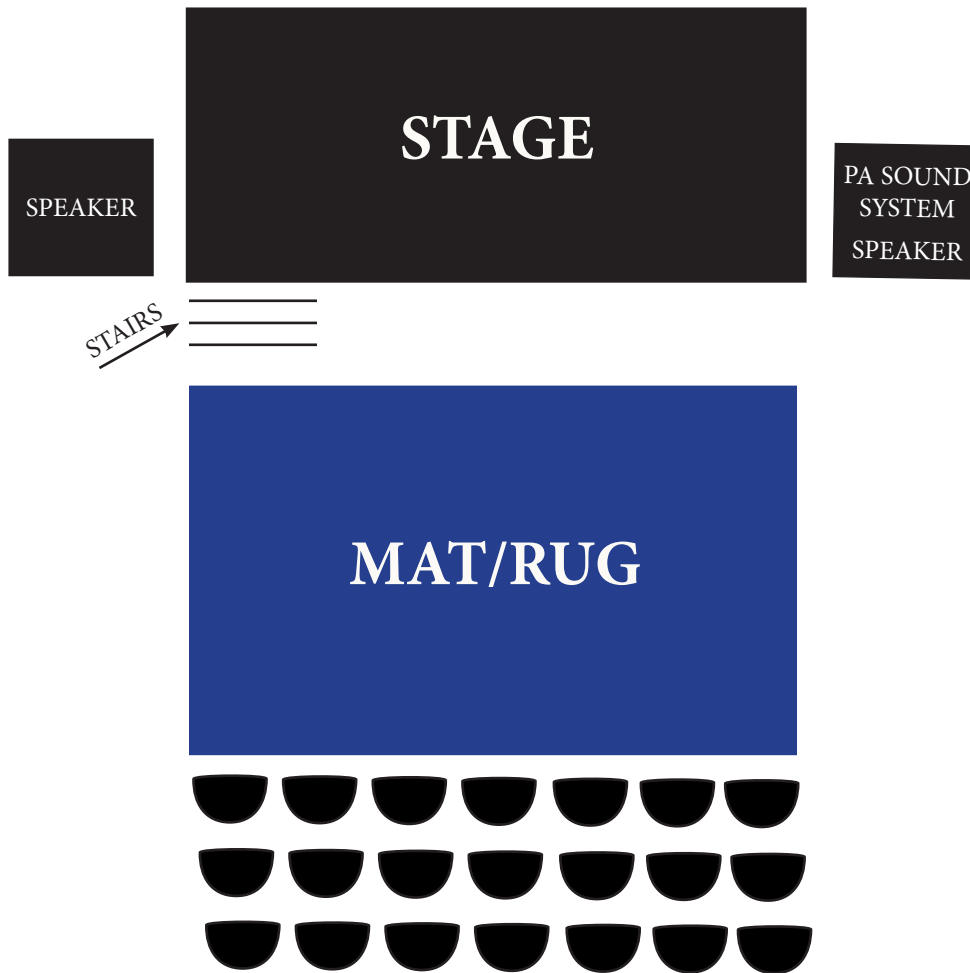 STAGE
SPEAKER
PA SOUND
SYSTEM
SPEAKER
STAIRS
MAT/RUG